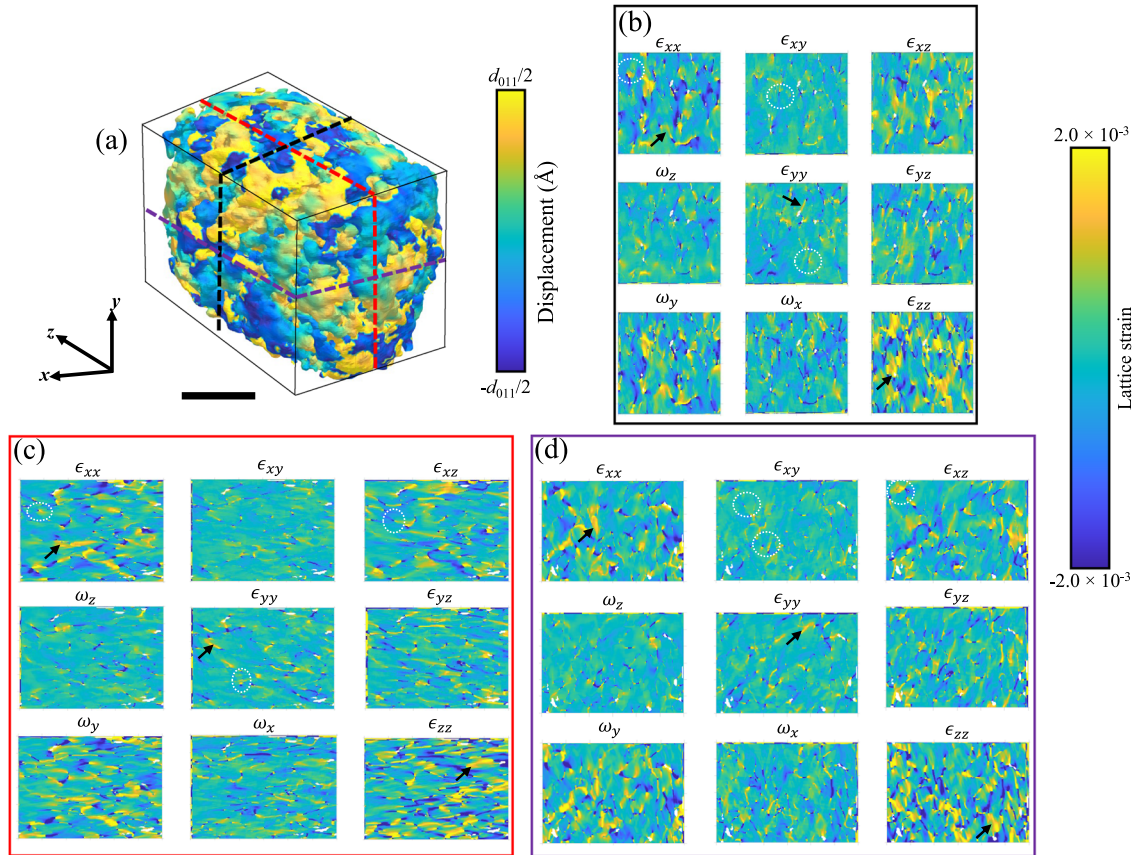 (a)
d₀₁₁/2
Displacement (Å)
-d₀₁₁/2
y
z
x
(b)
ϵxx ϵxy ϵxz
ωz ϵyy ϵyz
ωy ωx ϵzz
2.0 × 10⁻³
Lattice strain
-2.0 × 10⁻³
(c)
ϵxx ϵxy ϵxz
ωz ϵyy ϵyz
ωy ωx ϵzz
(d)
ϵxx ϵxy ϵxz
ωz ϵyy ϵyz
ωy ωx ϵzz